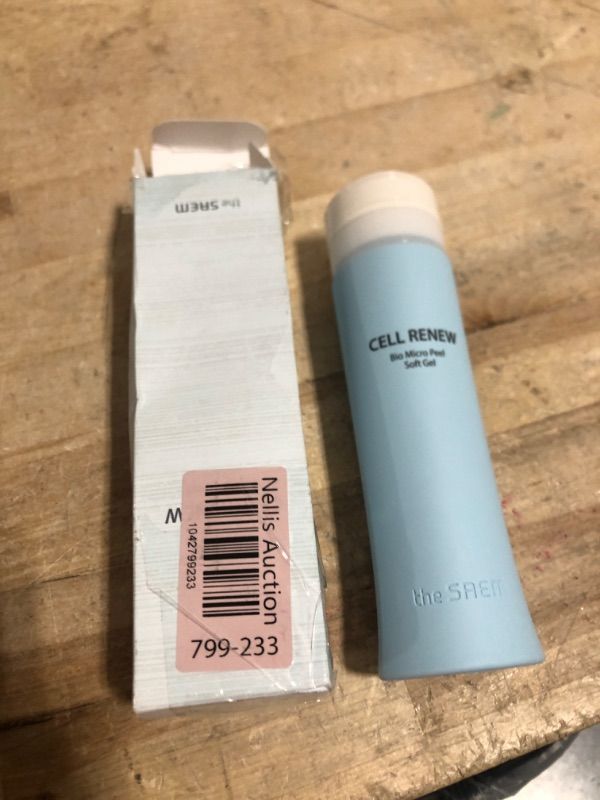 the SAEM
W
Nellis Auction
1042799233
799-233
CELL RENEW
Bio Micro Peel
Soft Gel
the SAEM